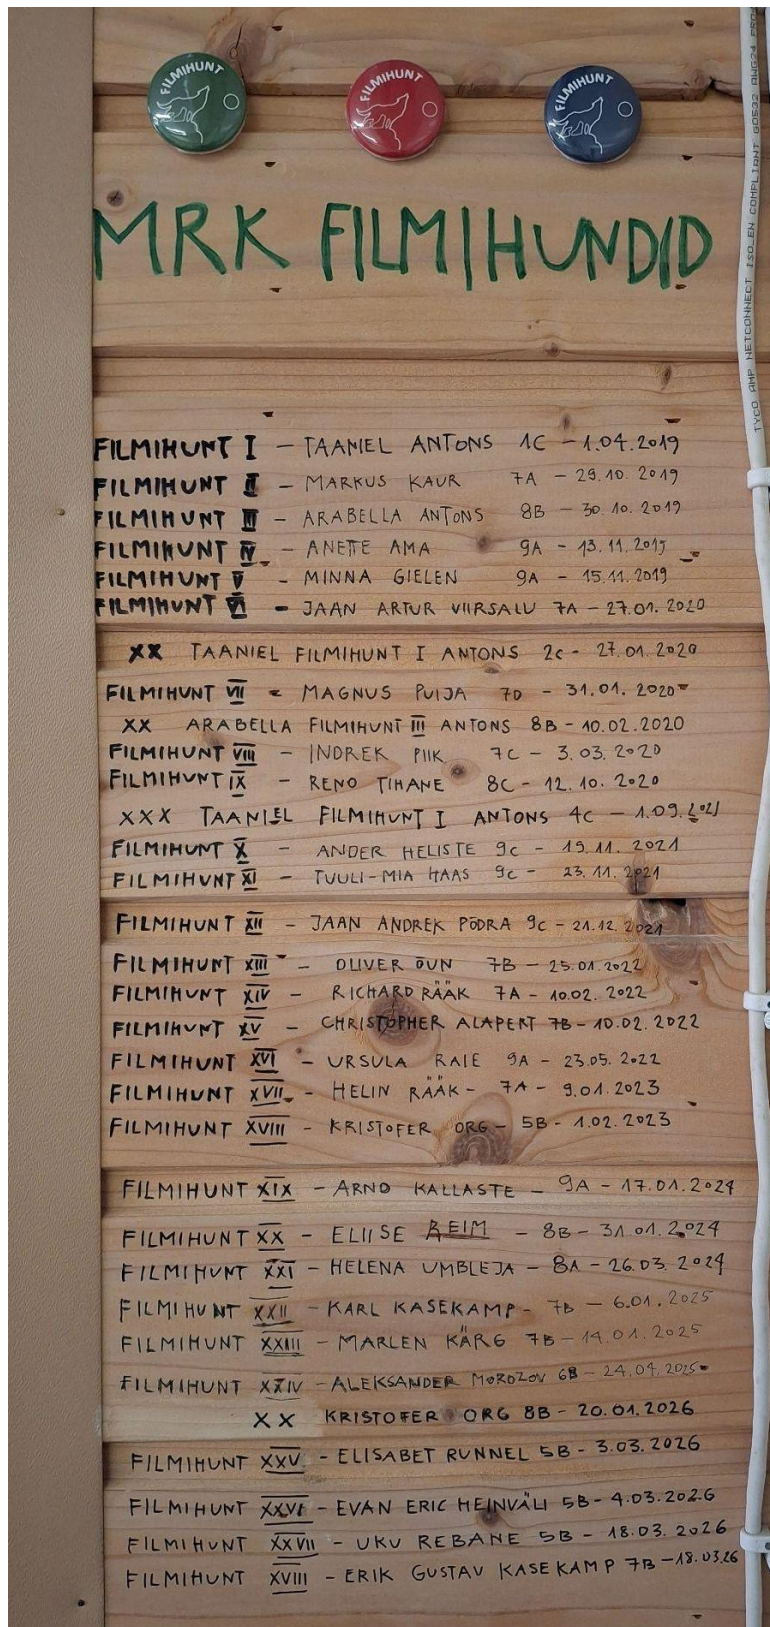 FILMIHUNT FILMIHUNT FILMIHUNT
MRK FILMIHUNDID
FILMIHUNT I – TAANIEL ANTONS 1C – 1.04.2019
FILMIHUNT II – MARKUS KAUR 7A – 29.10.2019
FILMIHUNT III – ARABELLA ANTONS 8B – 30.10.2019
FILMIHUNT IV – ANETTE AMA 9A – 13.11.2019
FILMIHUNT V – MINNA GIELEN 9A – 15.11.2019
FILMIHUNT VI – JAAN ARTUR VIIRSALU 7A – 27.01.2020
XX TAANIEL FILMIHUNT I ANTONS 2C – 27.01.2020
FILMIHUNT VII – MAGNUS PUIJA 7D – 31.01.2020
XX ARABELLA FILMIHUNT III ANTONS 8B – 10.02.2020
FILMIHUNT VIII – INDREK PIIK 7C – 3.03.2020
FILMIHUNT IX – RENO TIHANE 8C – 12.10.2020
XXX TAANIEL FILMIHUNT I ANTONS 4C – 1.09.2021
FILMIHUNT X – ANDER HELISTE 9C – 19.11.2021
FILMIHUNT XI – TUULI-MIA HAAS 9C – 23.11.2021
FILMIHUNT XII – JAAN ANDREK PÕDRA 9C – 21.12.2021
FILMIHUNT XIII – OLIVER ÕUN 7B – 25.01.2022
FILMIHUNT XIV – RICHARD RÄÄK 7A – 10.02.2022
FILMIHUNT XV – CHRISTOPHER ALAPERT 7B – 10.02.2022
FILMIHUNT XVI – URSULA RAIE 9A – 23.05.2022
FILMIHUNT XVII – HELIN RÄÄK – 7A – 9.01.2023
FILMIHUNT XVIII – KRISTOFER ORG – 5B – 1.02.2023
FILMIHUNT XIX – ARNO KALLASTE – 9A – 17.01.2024
FILMIHUNT XX – ELIISE REIM – 8B – 31.01.2024
FILMIHUNT XXI – HELENA UMBLEJA – 8A – 26.03.2024
FILMIHUNT XXII – KARL KASEKAMP – 7B – 6.01.2025
FILMIHUNT XXIII – MARLEN KÄRG 7B – 14.01.2025
FILMIHUNT XXIV – ALEKSANDER MOROZOV 6B – 24.04.2025
XX KRISTOFER ORG 8B – 20.01.2026
FILMIHUNT XXV – ELISABET RUNNEL 5B – 3.03.2026
FILMIHUNT XXVI – EVAN ERIC HEINVÄLI 5B – 4.03.2026
FILMIHUNT XXVII – UKU REBANE 5B – 18.03.2026
FILMIHUNT XVIII – ERIK GUSTAV KASEKAMP 7B – 18.03.26
TYCO AMP NETCONNECT ISO_EN COMPLIANT